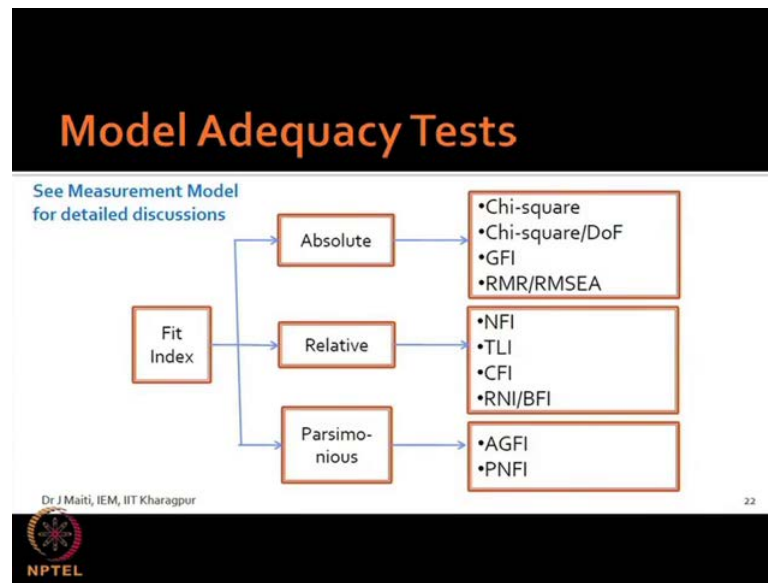 Model Adequacy Tests
See Measurement Model
for detailed discussions
Fit
Index
Absolute
•Chi-square
•Chi-square/DoF
•GFI
•RMR/RMSEA
Relative
•NFI
•TLI
•CFI
•RNI/BFI
Parsimo-
nious
•AGFI
•PNFI
Dr J Maiti, IEM, IIT Kharagpur
22
NPTEL